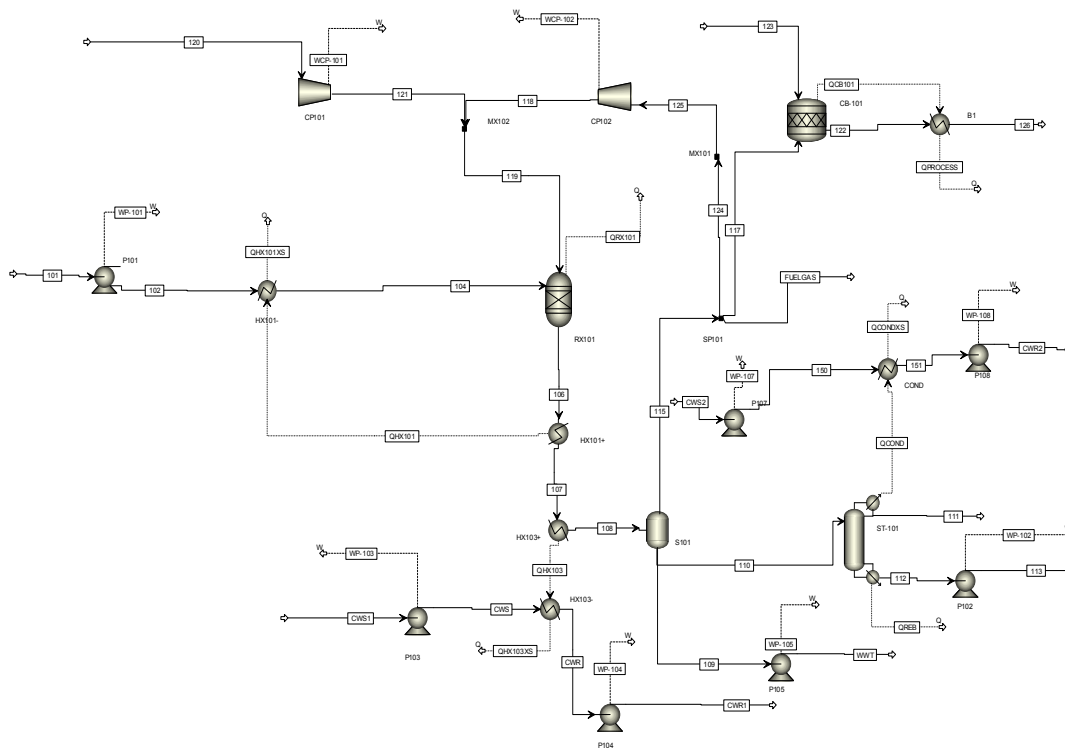 W
W
120
WCP-102
123
WCP-101
QCB101
CB-101
121
118
125
B1
MX102
CP101
CP102
122
126
MX101
QPROCESS
Q
119
W
Q
124
117
WP-101
Q
QRX101
P101
QHX101XS
FUELGAS
W
101
102
104
Q
HX101-
SP101
WP-108
RX101
QCONDXS
W
CWR2
150
151
WP-107
P108
COND
106
115
CWS2
P107
QHX101
HX101+
QCOND
107
108
111
ST-101
HX103+
S101
W
WP-103
WP-102
110
QHX103
112
113
HX103-
W
P102
CWS
CWS1
QREB
Q
W
WP-105
P103
QHX103XS
Q
CWR
WP-104
109
WWT
P105
CWR1
P104